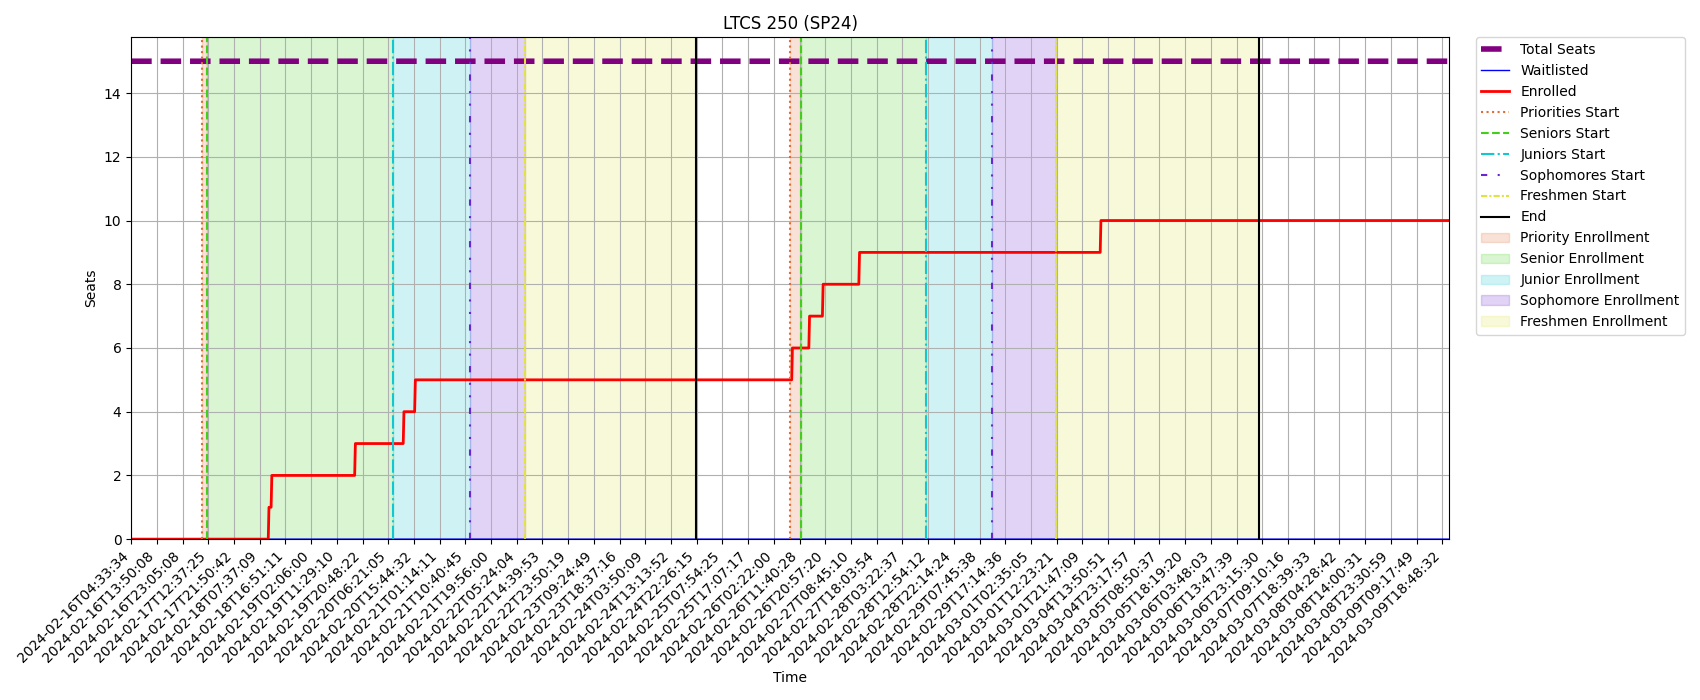 LTCS 250 (SP24)
Seats
14
12
10
8
6
4
2
0
2024-02-16T04:33:34
2024-02-16T13:50:08
2024-02-16T23:05:08
2024-02-17T12:37:25
2024-02-17T21:50:42
2024-02-18T07:37:09
2024-02-18T16:51:11
2024-02-19T02:06:00
2024-02-19T11:29:10
2024-02-19T20:48:22
2024-02-20T06:21:05
2024-02-20T15:44:32
2024-02-21T01:14:11
2024-02-21T10:40:45
2024-02-21T19:56:00
2024-02-22T05:24:04
2024-02-22T14:39:53
2024-02-22T23:50:19
2024-02-23T09:24:49
2024-02-23T18:37:16
2024-02-24T03:50:09
2024-02-24T13:13:52
2024-02-24T22:26:15
2024-02-25T07:54:25
2024-02-25T17:07:17
2024-02-26T02:22:00
2024-02-26T11:40:28
2024-02-26T20:57:20
2024-02-27T08:45:10
2024-02-27T18:03:54
2024-02-28T03:22:37
2024-02-28T12:54:12
2024-02-28T22:14:24
2024-02-29T07:45:38
2024-02-29T17:14:36
2024-03-01T02:35:05
2024-03-01T12:23:21
2024-03-01T21:47:09
2024-03-04T13:50:51
2024-03-04T23:17:57
2024-03-05T08:50:37
2024-03-05T18:19:20
2024-03-06T03:48:03
2024-03-06T13:47:39
2024-03-06T23:15:30
2024-03-07T09:10:16
2024-03-07T18:39:33
2024-03-08T04:28:42
2024-03-08T14:00:31
2024-03-08T23:30:59
2024-03-09T09:17:49
2024-03-09T18:48:32
Time
Total Seats
Waitlisted
Enrolled
Priorities Start
Seniors Start
Juniors Start
Sophomores Start
Freshmen Start
End
Priority Enrollment
Senior Enrollment
Junior Enrollment
Sophomore Enrollment
Freshmen Enrollment